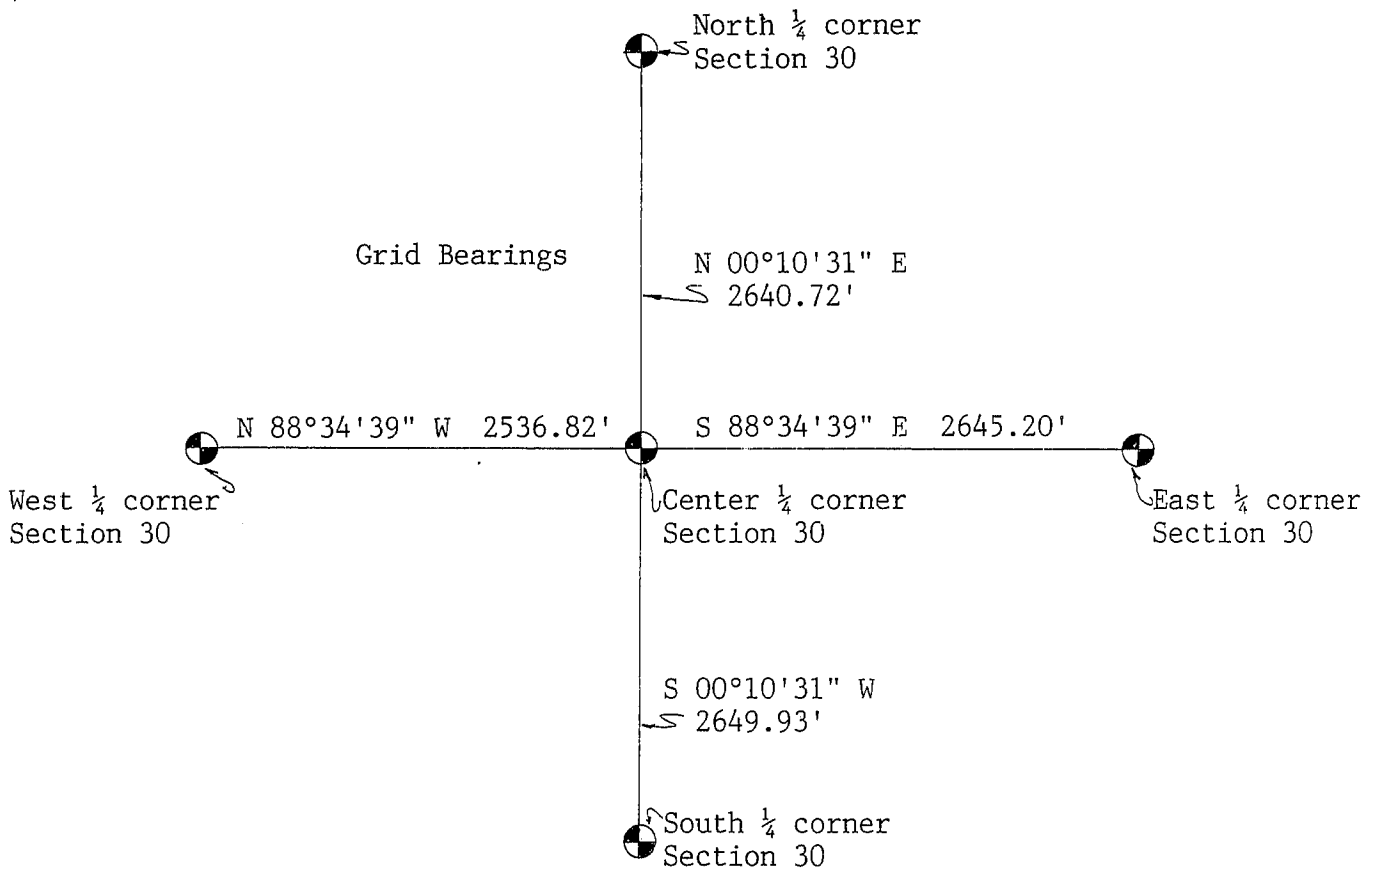 North ¼ corner
Section 30
Grid Bearings
N 00°10'31" E
2640.72'
N 88°34'39" W 2536.82'
S 88°34'39" E 2645.20'
West ¼ corner
Section 30
Center ¼ corner
Section 30
East ¼ corner
Section 30
S 00°10'31" W
2649.93'
South ¼ corner
Section 30